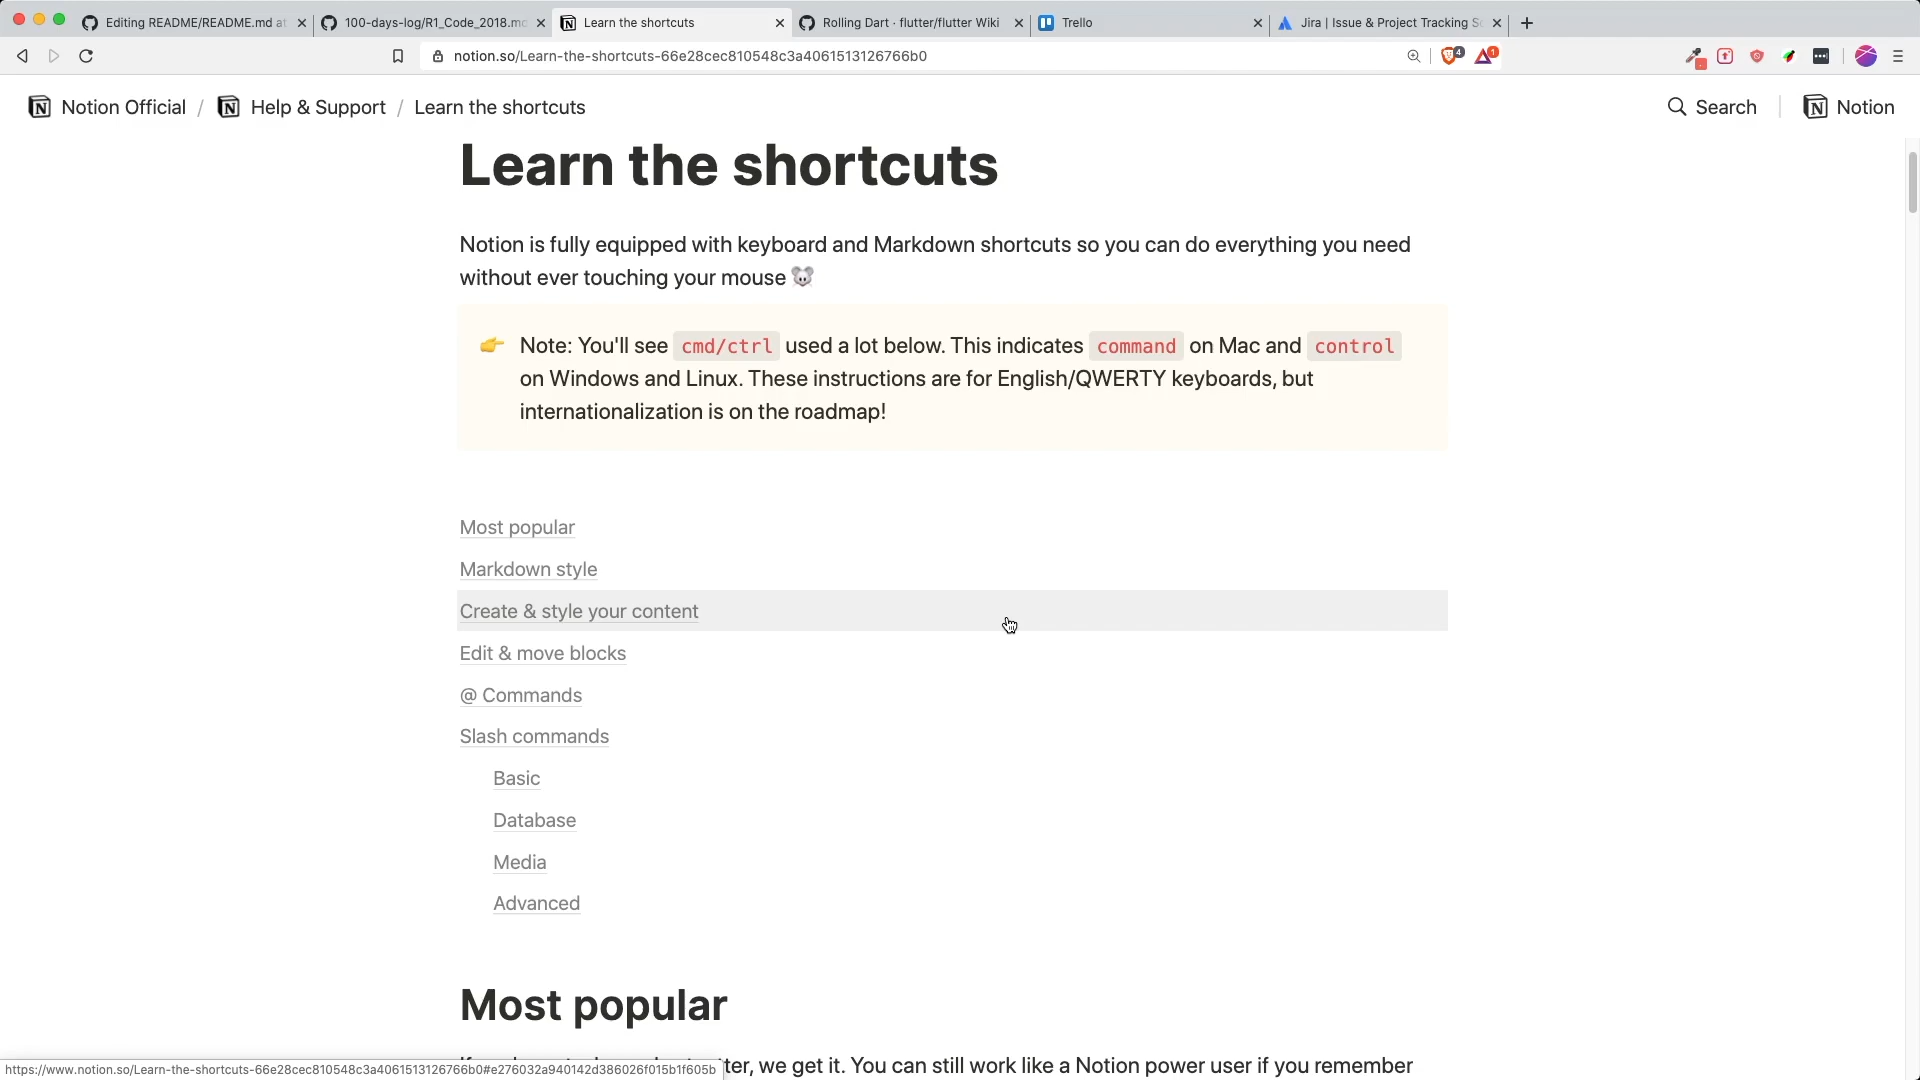 Editing README/README.md at
100-days-log/R1_Code_2018.md
Learn the shortcuts
Rolling Dart · flutter/flutter Wiki
Trello
Jira | Issue & Project Tracking S
notion.so/Learn-the-shortcuts-66e28cec810548c3a4061513126766b0
4
1
Notion Official / Help & Support / Learn the shortcuts
Search
Notion
Learn the shortcuts
Notion is fully equipped with keyboard and Markdown shortcuts so you can do everything you need
without ever touching your mouse 🐭
👉 Note: You'll see cmd/ctrl used a lot below. This indicates command on Mac and control
on Windows and Linux. These instructions are for English/QWERTY keyboards, but
internationalization is on the roadmap!
Most popular
Markdown style
Create & style your content
Edit & move blocks
@ Commands
Slash commands
Basic
Database
Media
Advanced
Most popular
we get it. You can still work like a Notion power user if you remember
https://www.notion.so/Learn-the-shortcuts-66e28cec810548c3a4061513126766b0#e276032a940142d386026f015b1f605b